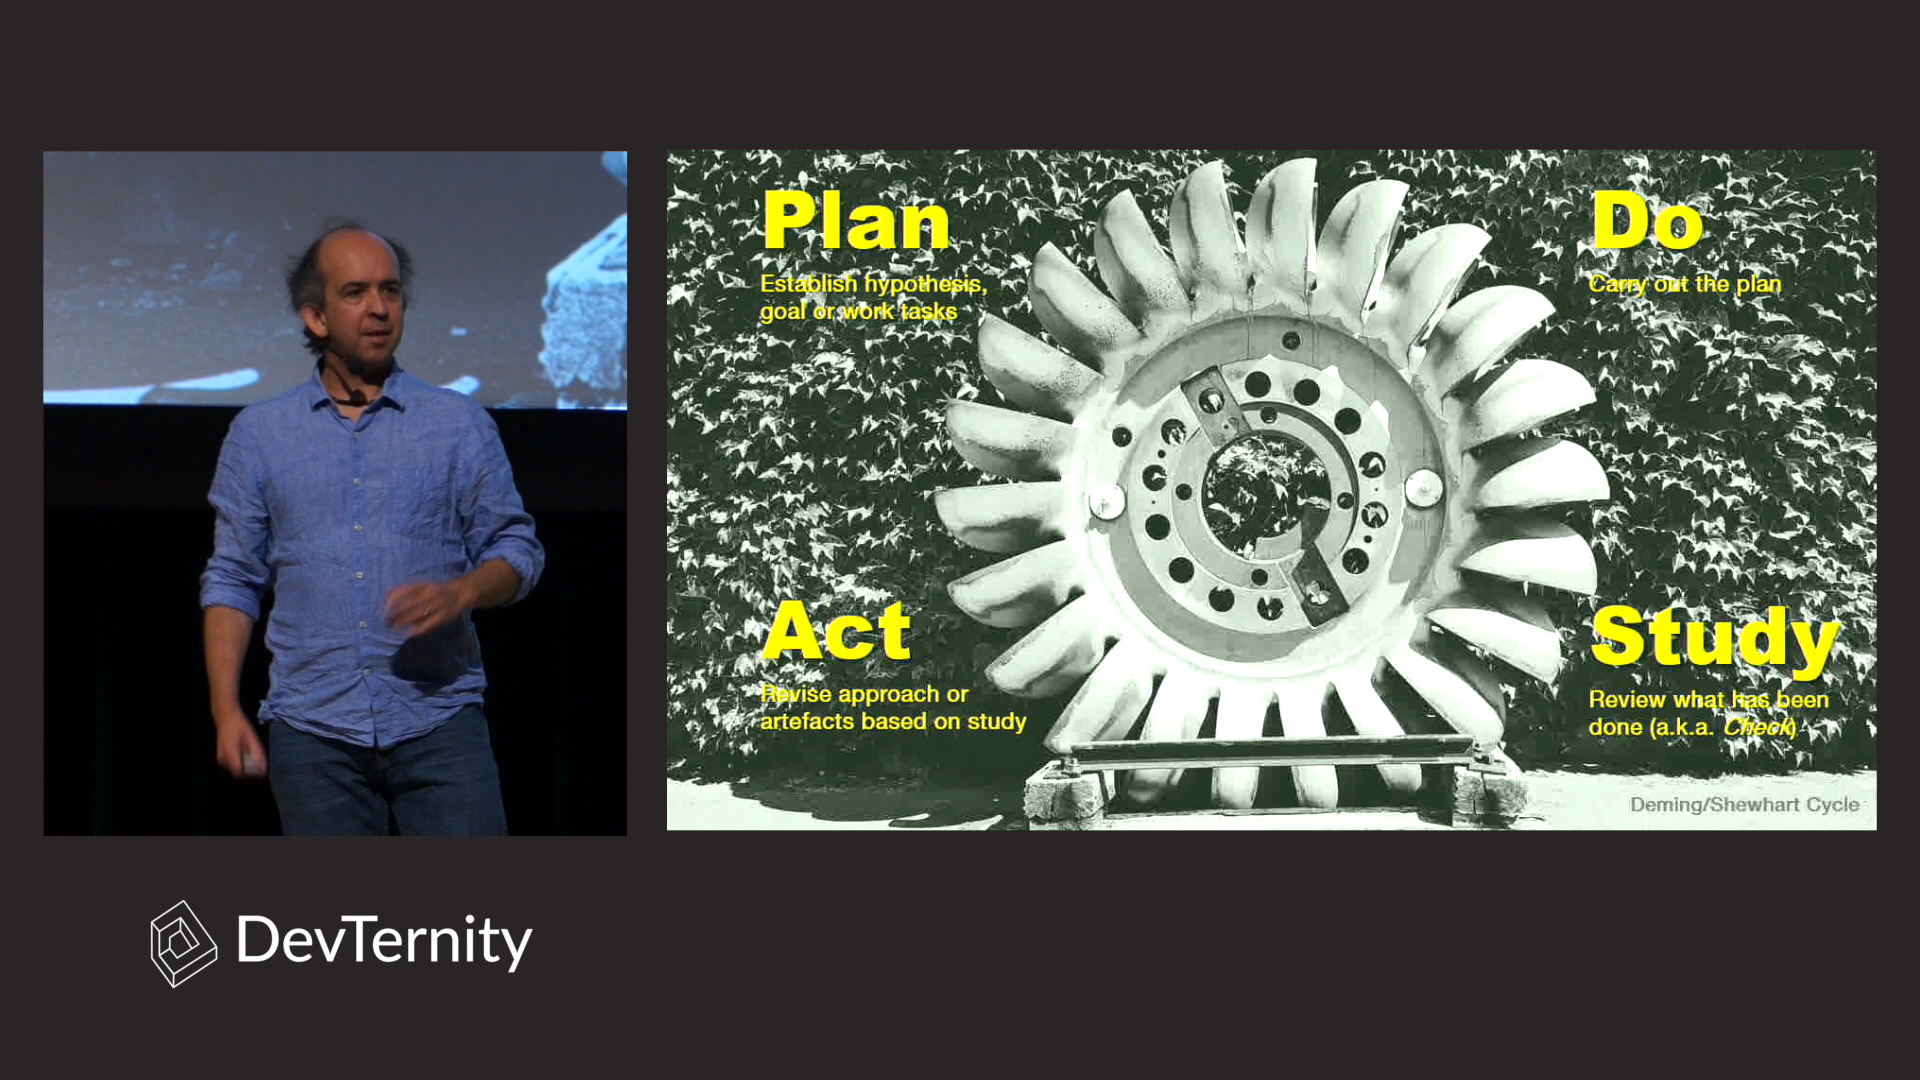 Plan
Establish hypothesis,
goal or work tasks
Do
Carry out the plan
Act
Revise approach or
artefacts based on study
Study
Review what has been
done (a.k.a. Check)
Deming/Shewhart Cycle
DevTernity